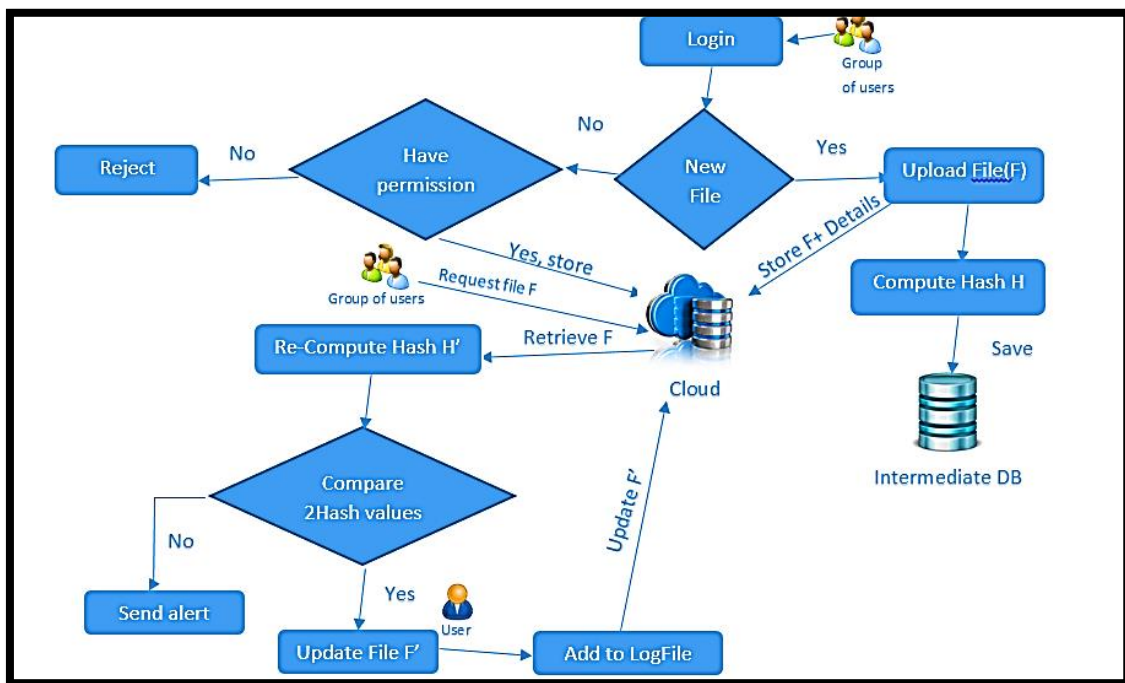 Login
Group
of users
No
Have
permission
No
Reject
New
File
Yes
Upload File(F)
Yes, store
Store F+ Details
Group of users
Request file F
Compute Hash H
Re-Compute Hash H’
Retrieve F
Save
Cloud
Intermediate DB
Compare
2Hash values
Update F’
No
Send alert
Yes
User
Update File F’
Add to LogFile